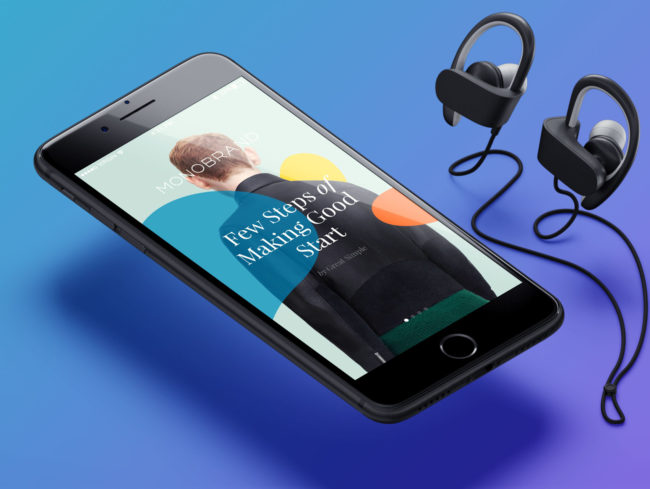 MONOBRAND
Few Steps of
Making Good
Start
by Great Simple